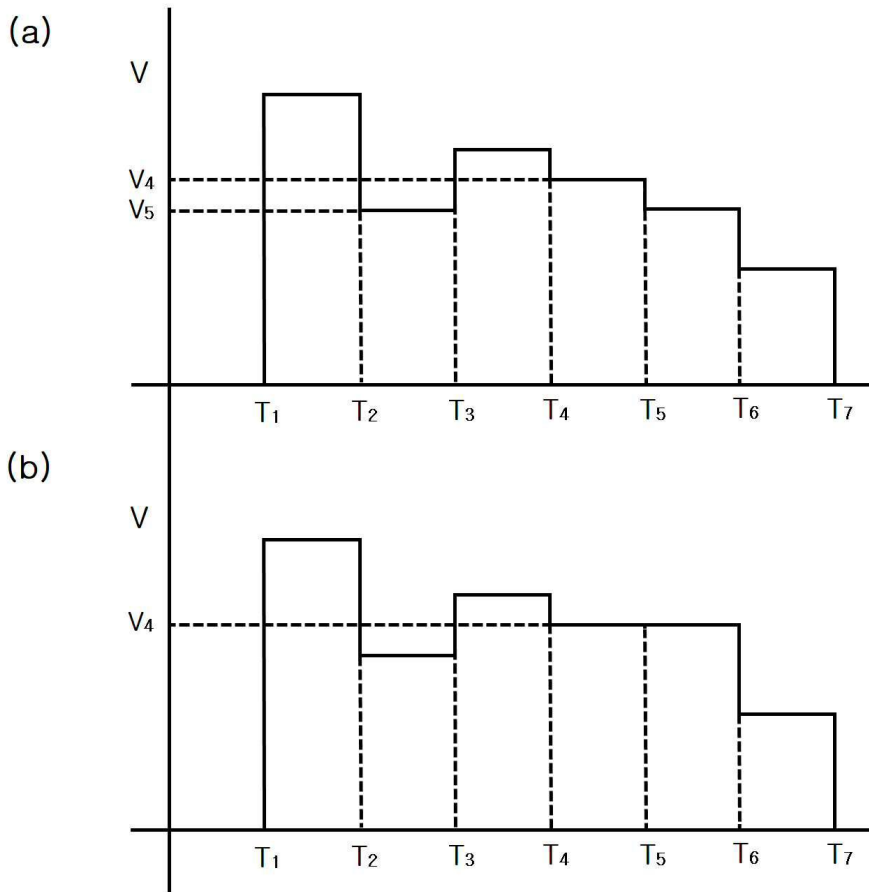 (a)
V
V₄
V₅
T₁ T₂ T₃ T₄ T₅ T₆ T₇
(b)
V
V₄
T₁ T₂ T₃ T₄ T₅ T₆ T₇